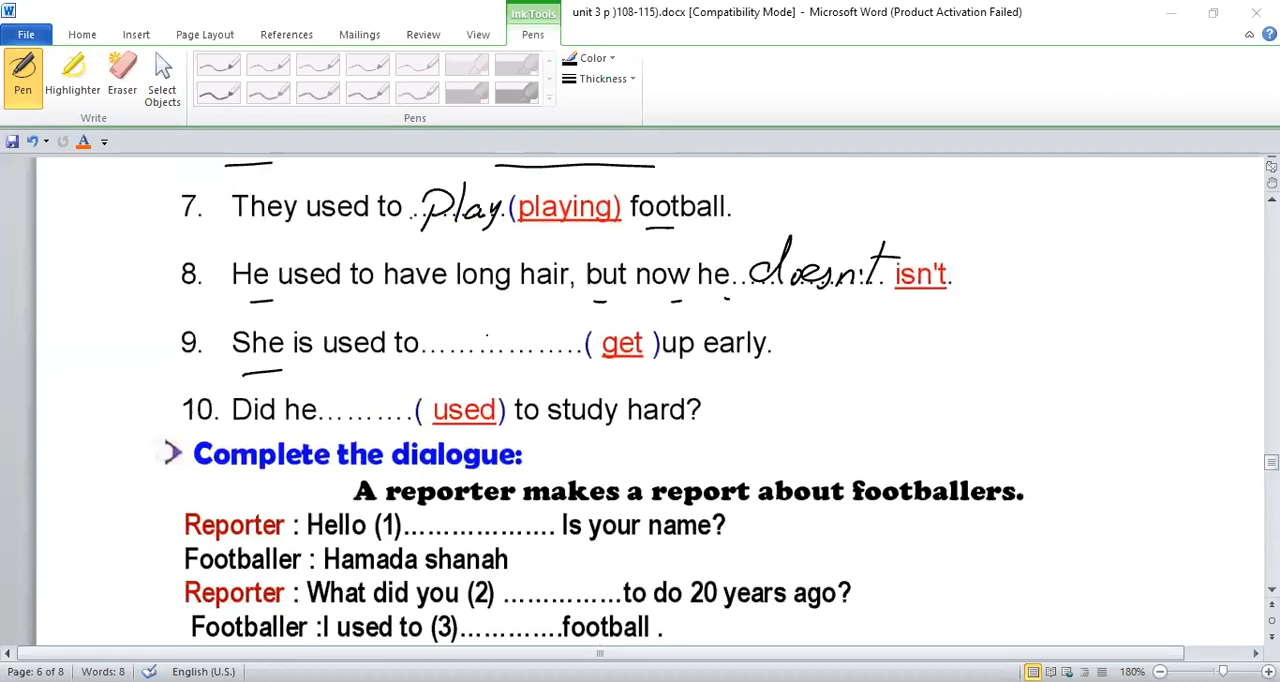 Ink Tools
unit 3 p )108-115).docx [Compatibility Mode] - Microsoft Word (Product Activation Failed)
File Home Insert Page Layout References Mailings Review View Pens
Pen Highlighter Eraser Select Objects
Color
Thickness
Write Pens
7. They used to ..play..(playing) football.
8. He used to have long hair, but now he...doesn't... isn't.
9. She is used to………………( get )up early.
10. Did he……….( used) to study hard?
Complete the dialogue:
A reporter makes a report about footballers.
Reporter : Hello (1)………………. Is your name?
Footballer : Hamada shanah
Reporter : What did you (2) ……………to do 20 years ago?
Footballer :I used to (3)………….football .
Page: 6 of 8 Words: 8 English (U.S.) 180%